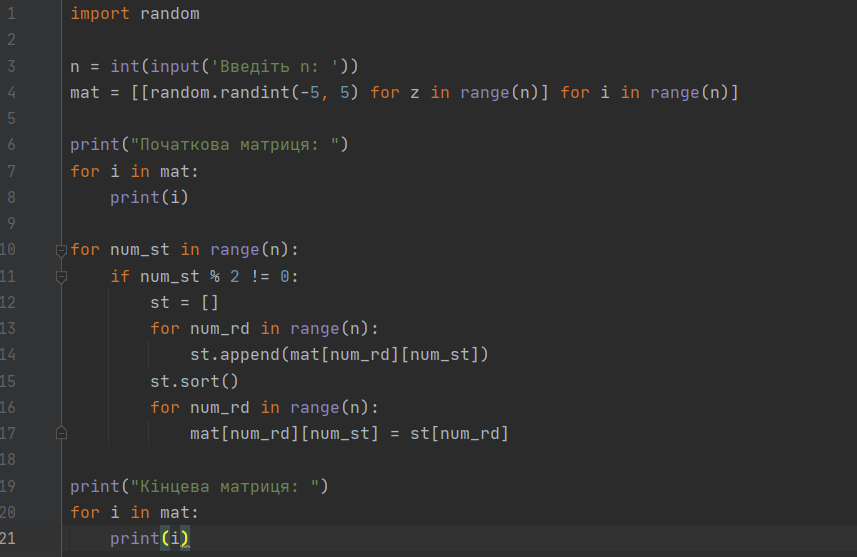 1 import random
2
3 n = int(input('Введіть n: '))
4 mat = [[random.randint(-5, 5) for z in range(n)] for i in range(n)]
5
6 print("Початкова матриця: ")
7 for i in mat:
8     print(i)
9
10 for num_st in range(n):
11     if num_st % 2 != 0:
12         st = []
13         for num_rd in range(n):
14             st.append(mat[num_rd][num_st])
15         st.sort()
16         for num_rd in range(n):
17             mat[num_rd][num_st] = st[num_rd]
18
19 print("Кінцева матриця: ")
20 for i in mat:
21     print(i)